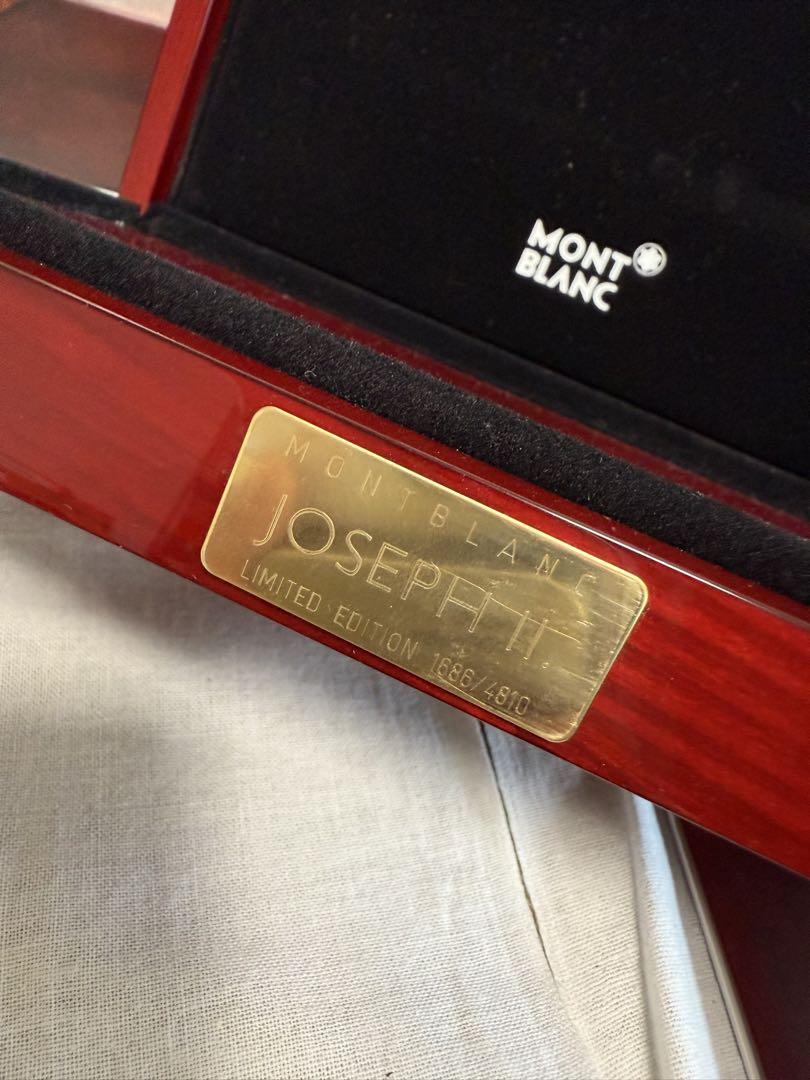 MONT
BLANC
MONTBLANC
JOSEPH II.
LIMITED EDITION 1686/4810